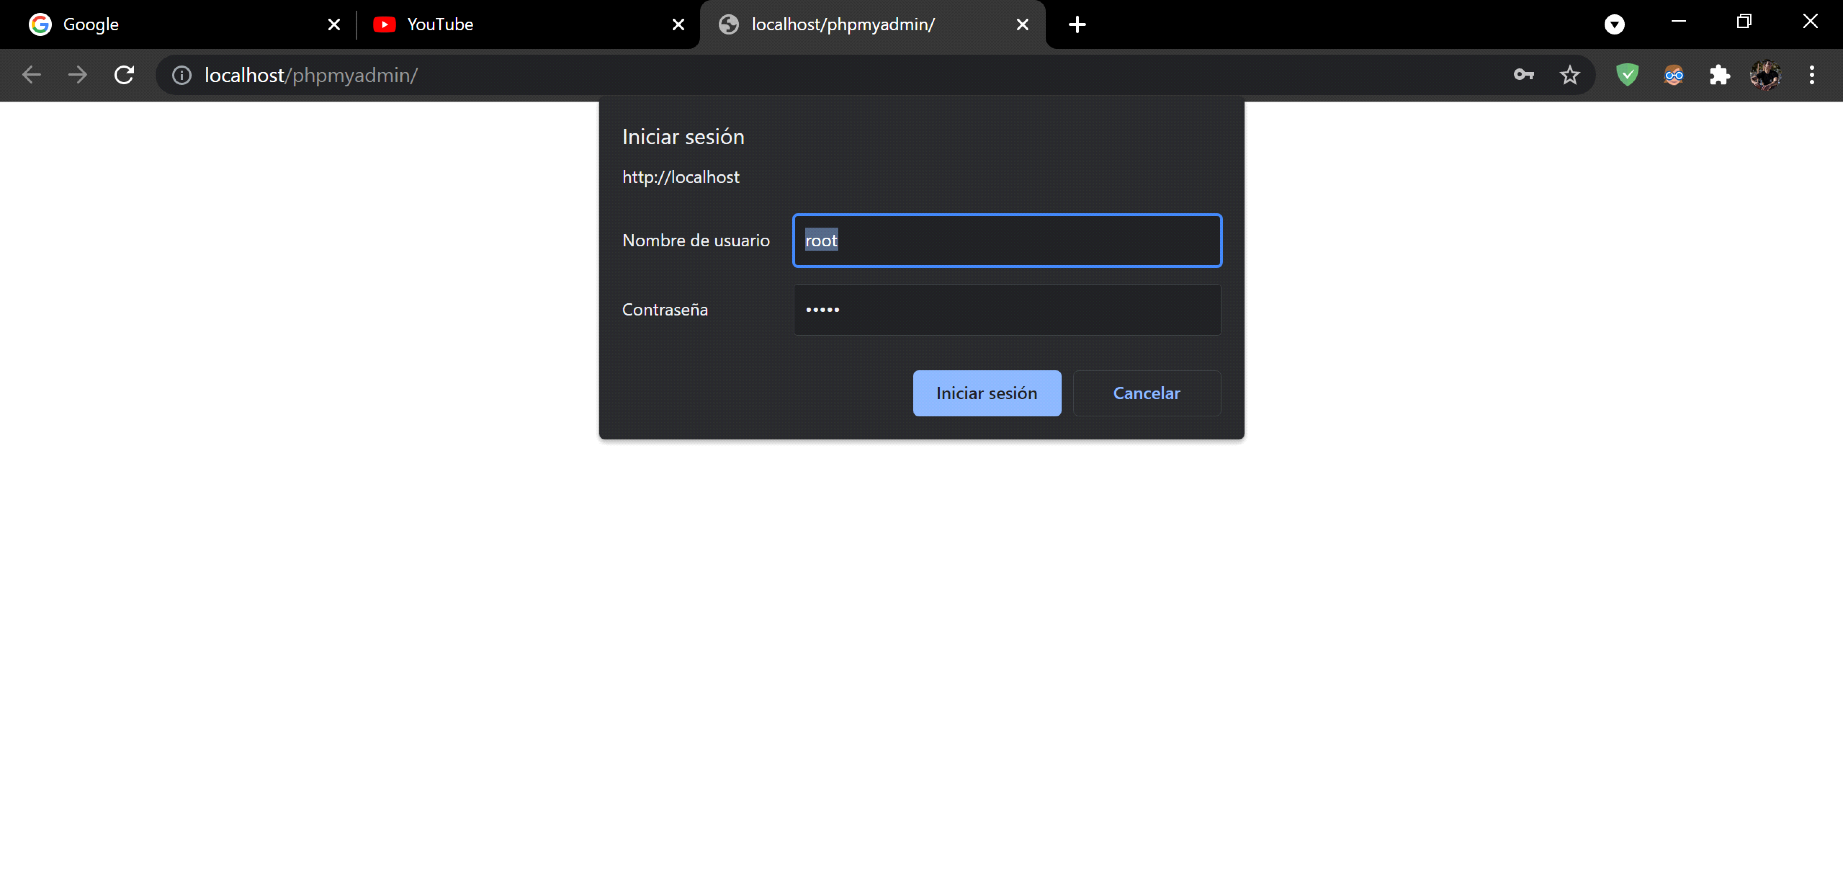 Google
YouTube
localhost/phpmyadmin/
localhost/phpmyadmin/
Iniciar sesión
http://localhost
Nombre de usuario
root
Contraseña
•••••
Iniciar sesión
Cancelar